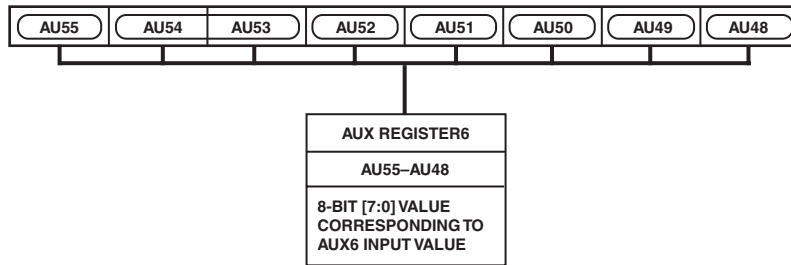 AU55 AU54 AU53 AU52 AU51 AU50 AU49 AU48
AUX REGISTER6
AU55–AU48
8-BIT [7:0] VALUE
CORRESPONDING TO
AUX6 INPUT VALUE